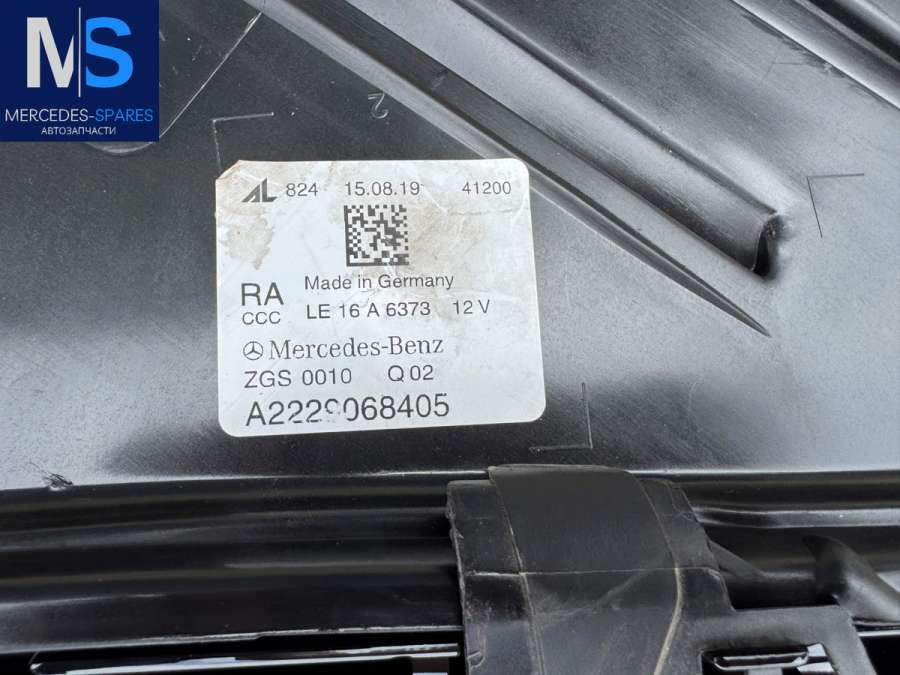 MS
MERCEDES-SPARES
АВТОЗАПЧАСТИ
2
AL 824 15.08.19 41200
Made in Germany
RA
CCC LE 16 A 6373 12 V
Mercedes-Benz
ZGS 0010 Q 02
A2229068405